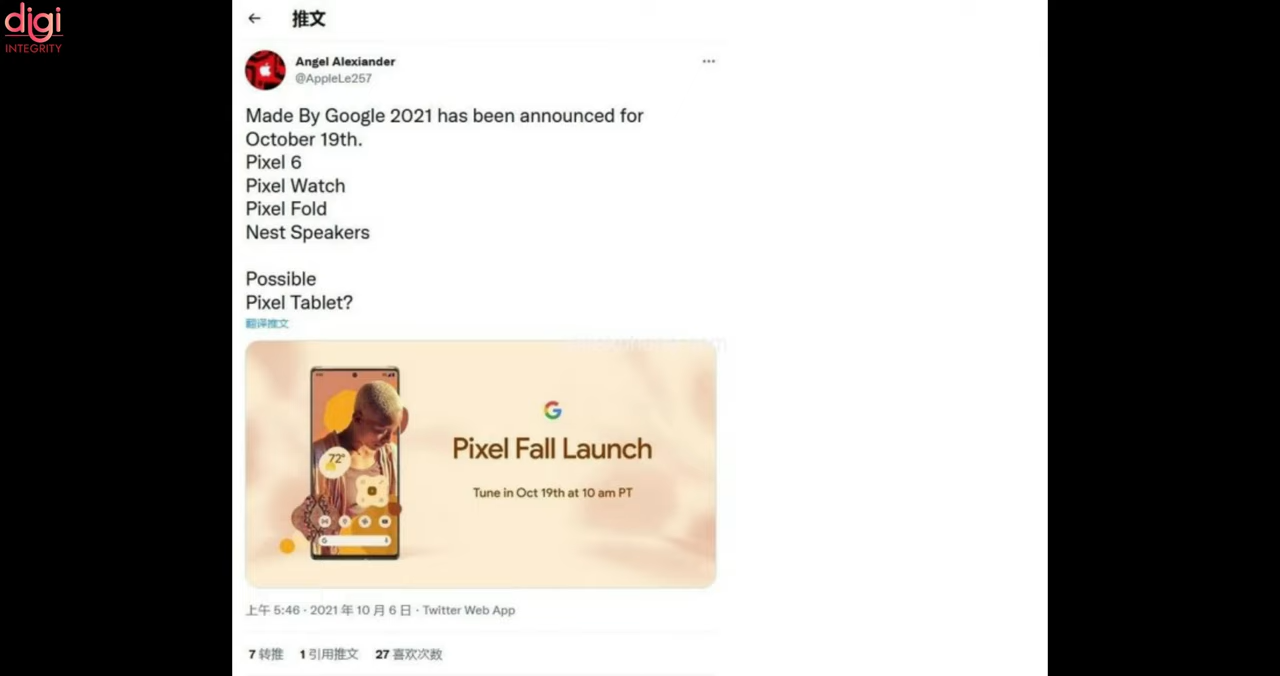 digi
INTEGRITY
推文
Angel Alexiander
@AppleLe257
Made By Google 2021 has been announced for
October 19th.
Pixel 6
Pixel Watch
Pixel Fold
Nest Speakers
Possible
Pixel Tablet?
翻译推文
72°
Pixel Fall Launch
Tune in Oct 19th at 10 am PT
上午 5:46 · 2021 年 10 月 6 日 · Twitter Web App
7 转推 1 引用推文 27 喜欢次数